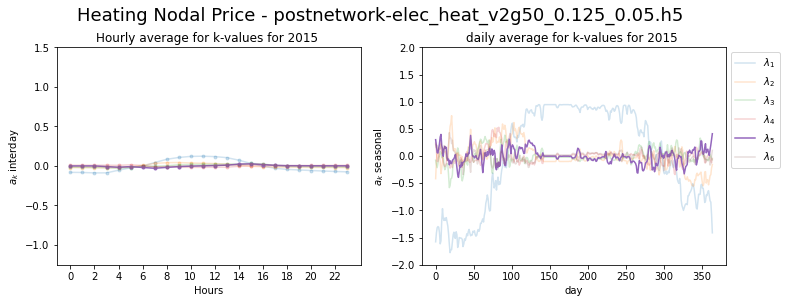 Heating Nodal Price - postnetwork-elec_heat_v2g50_0.125_0.05.h5
Hourly average for k-values for 2015
1.5
1.0
0.5
0.0
−0.5
−1.0
a_k interday
0 2 4 6 8 10 12 14 16 18 20 22
Hours
daily average for k-values for 2015
2.0
1.5
1.0
0.5
0.0
−0.5
−1.0
−1.5
−2.0
a_k seasonal
0 50 100 150 200 250 300 350
day
λ₁
λ₂
λ₃
λ₄
λ₅
λ₆